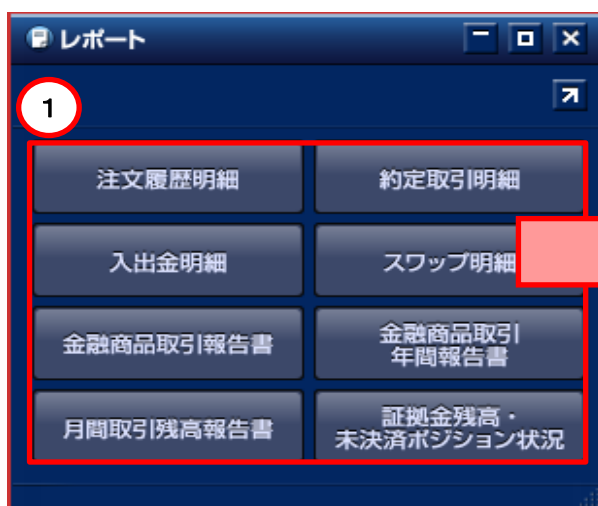 レポート
1
注文履歴明細
約定取引明細
入出金明細
スワップ明細
金融商品取引報告書
金融商品取引
年間報告書
月間取引残高報告書
証拠金残高・
未決済ポジション状況